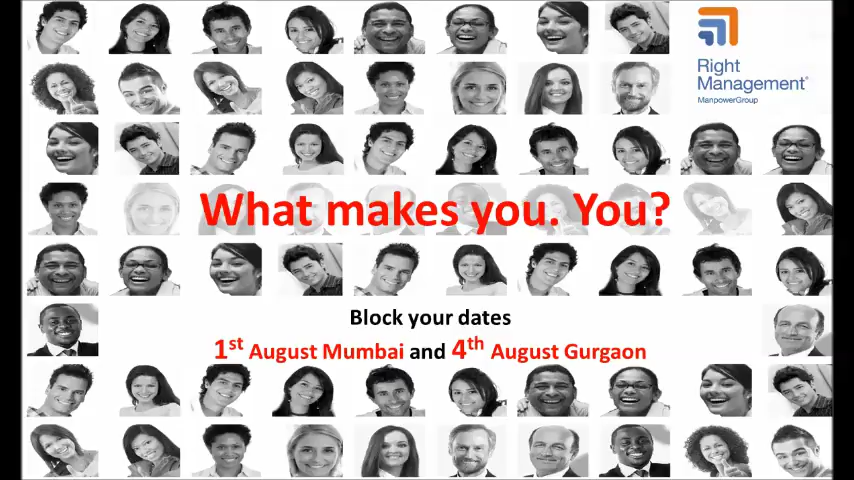 Right
Management®
ManpowerGroup
What makes you. You?
Block your dates
1st August Mumbai and 4th August Gurgaon